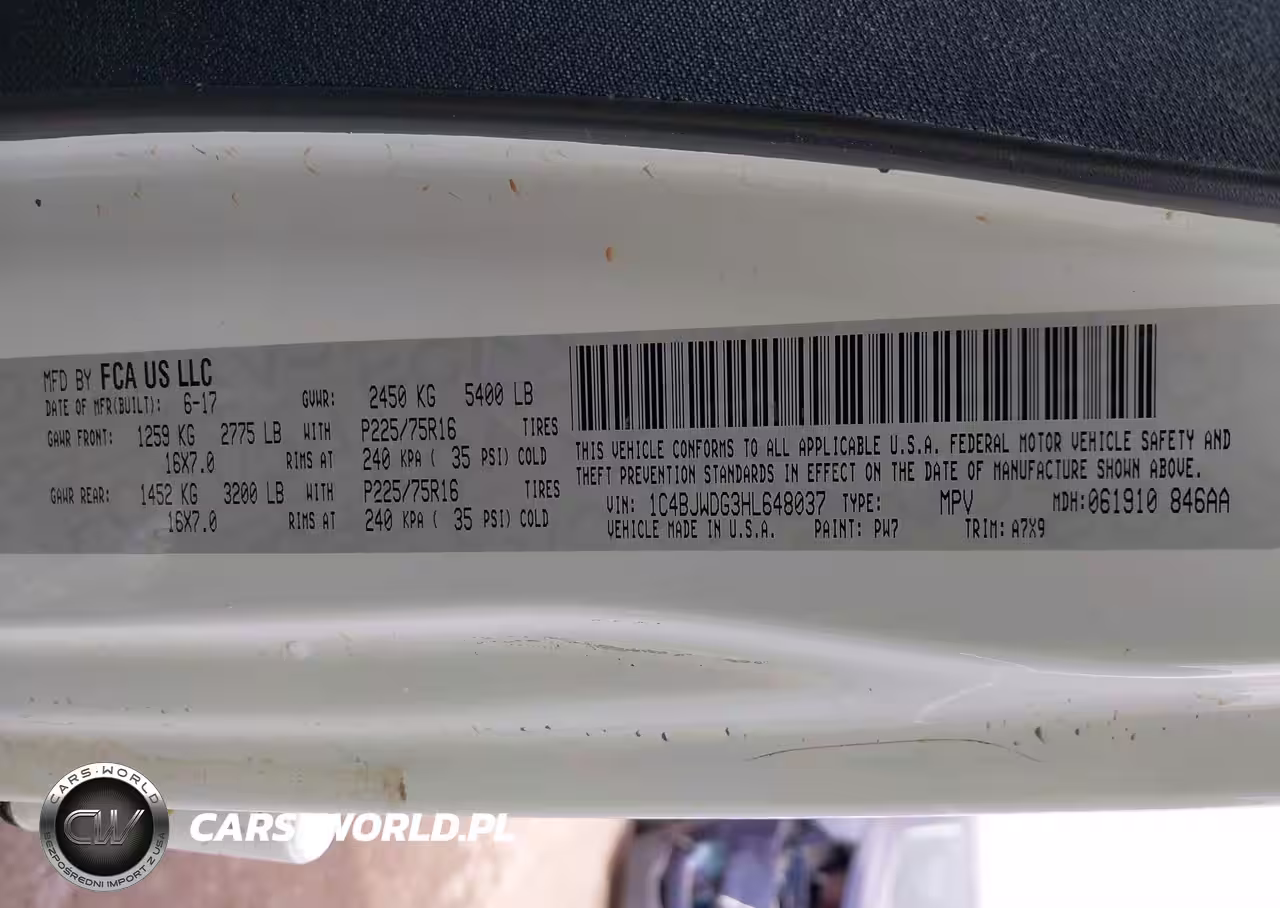 MFD BY FCA US LLC
DATE OF MFR(BUILT): 6-17 GVWR: 2450 KG 5400 LB
GAWR FRONT: 1259 KG 2775 LB WITH P225/75R16 TIRES
16X7.0 RIMS AT 240 KPA ( 35 PSI) COLD
GAWR REAR: 1452 KG 3200 LB WITH P225/75R16 TIRES
16X7.0 RIMS AT 240 KPA ( 35 PSI) COLD
THIS VEHICLE CONFORMS TO ALL APPLICABLE U.S.A. FEDERAL MOTOR VEHICLE SAFETY AND
THEFT PREVENTION STANDARDS IN EFFECT ON THE DATE OF MANUFACTURE SHOWN ABOVE.
VIN: 1C4BJWDG3HL648037 TYPE: MPV MDH:061910 846AA
VEHICLE MADE IN U.S.A. PAINT: PW7 TRIM: A7X9
CARS-WORLD
CW
BEZPOŚREDNI IMPORT Z USA
CARS-WORLD.PL